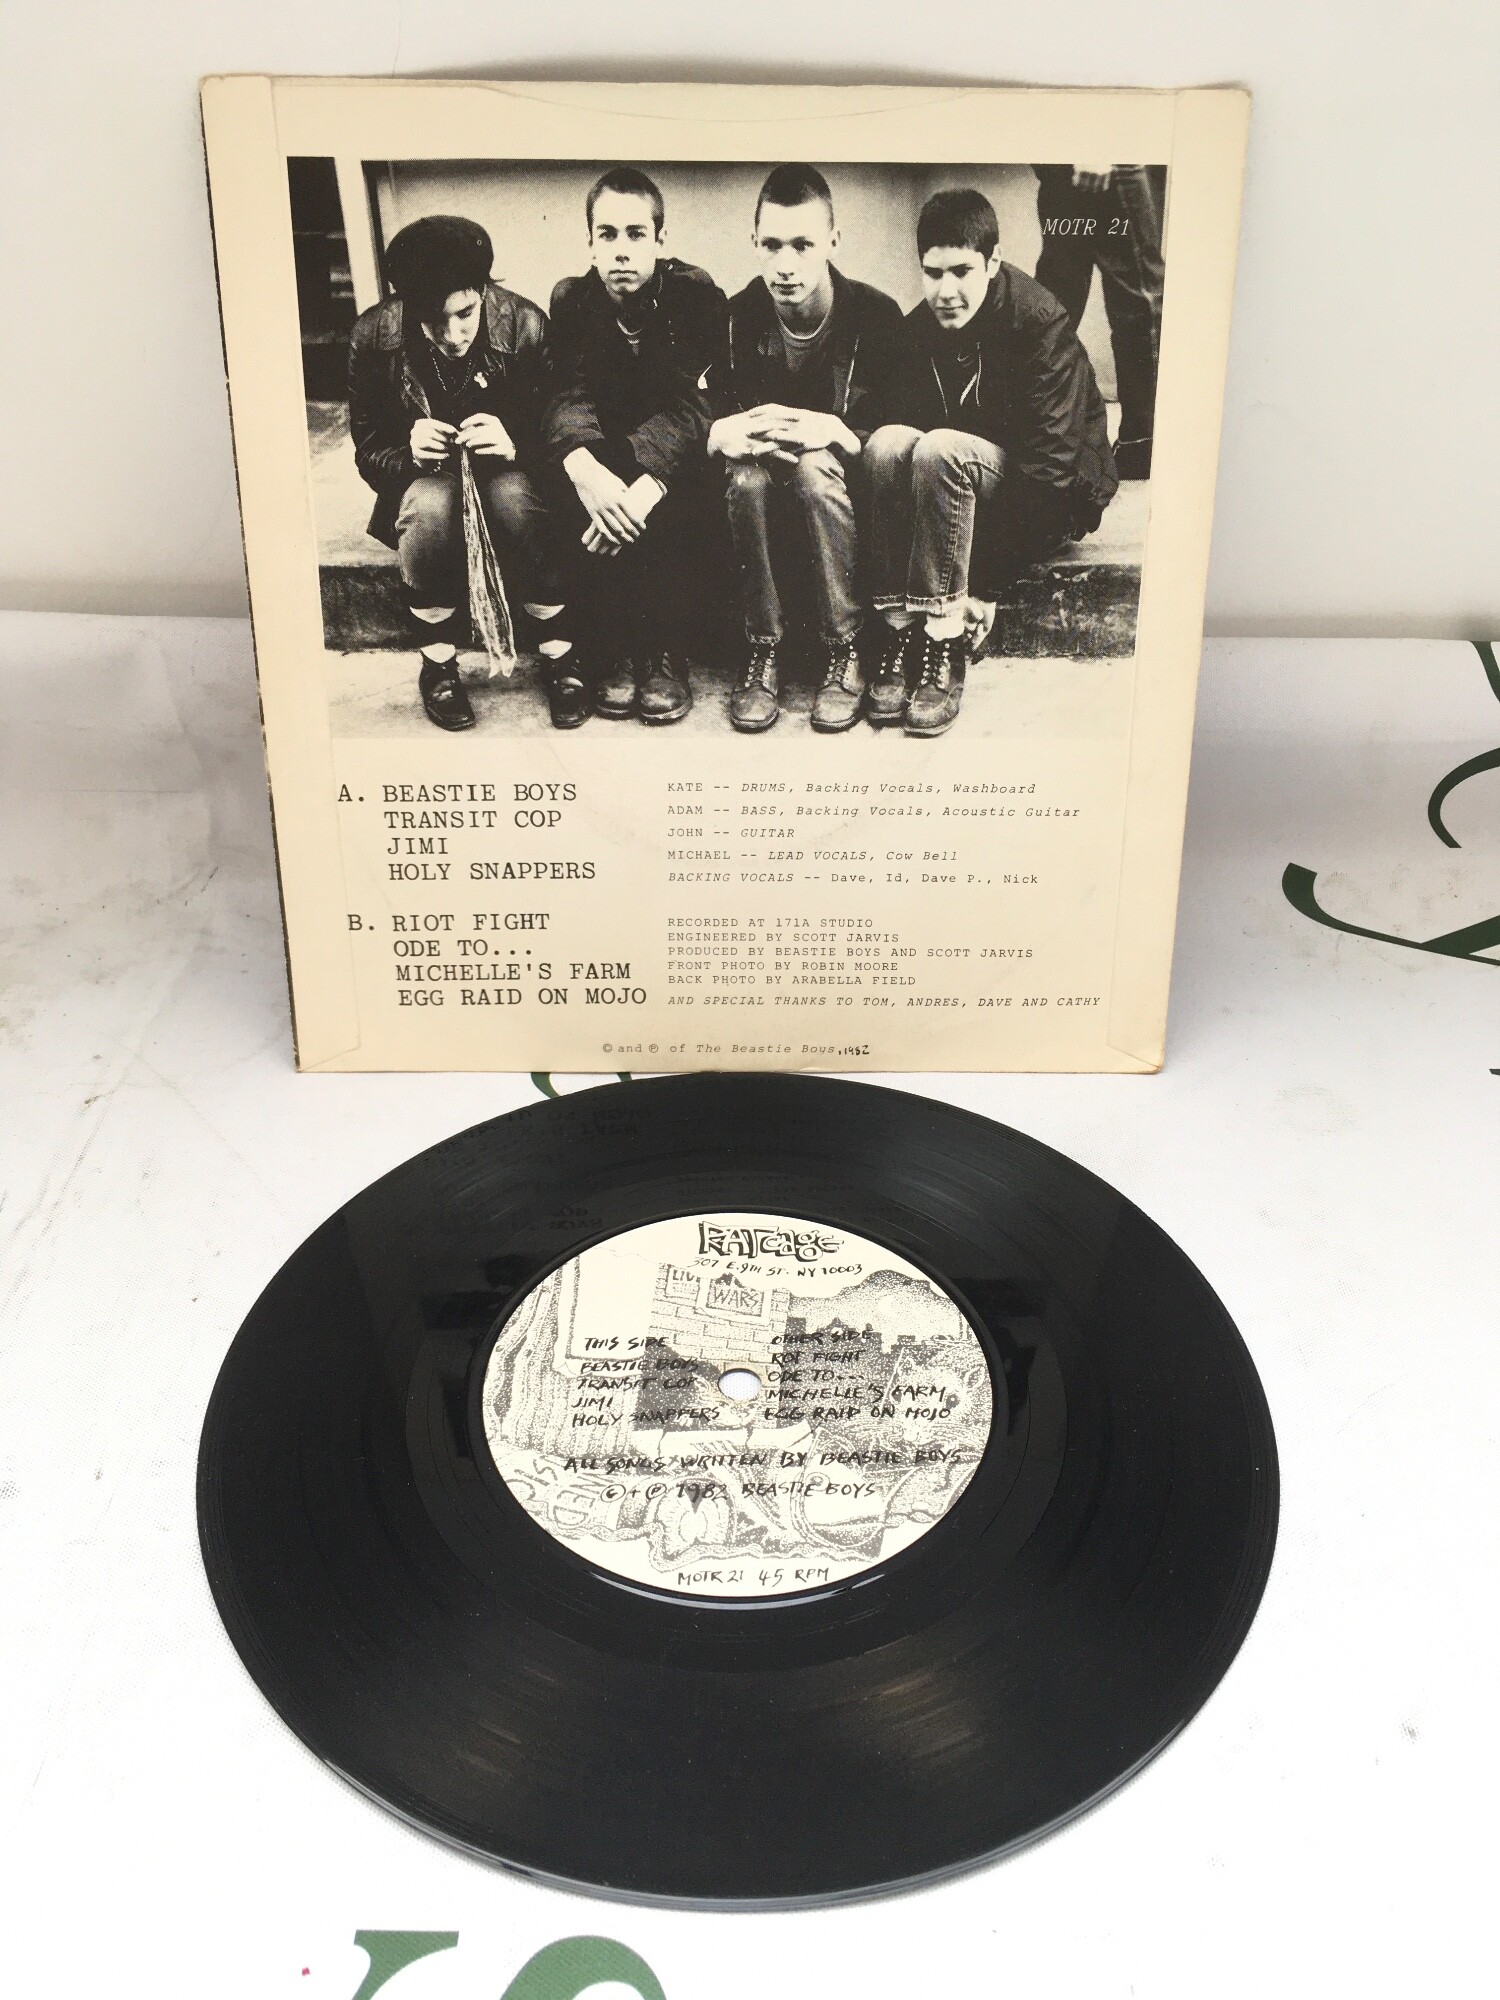 MOTR 21
A. BEASTIE BOYS
TRANSIT COP
JIMI
HOLY SNAPPERS
B. RIOT FIGHT
ODE TO...
MICHELLE'S FARM
EGG RAID ON MOJO
KATE -- DRUMS, Backing Vocals, Washboard
ADAM -- BASS, Backing Vocals, Acoustic Guitar
JOHN -- GUITAR
MICHAEL -- LEAD VOCALS, Cow Bell
BACKING VOCALS -- Dave, Id, Dave P., Nick
RECORDED AT 171A STUDIO
ENGINEERED BY SCOTT JARVIS
PRODUCED BY BEASTIE BOYS AND SCOTT JARVIS
FRONT PHOTO BY ROBIN MOORE
BACK PHOTO BY ARABELLA FIELD
AND SPECIAL THANKS TO TOM, ANDRES, DAVE AND CATHY
© and ℗ of The Beastie Boys, 1982
RATcage
307 E. 9TH ST. NY 10003
WARS
THIS SIDE
BEASTIE BOYS
TRANSIT COP
JIMI
HOLY SNAPPERS
OTHER SIDE
RIOT FIGHT
ODE TO...
MICHELLE'S FARM
EGG RAID ON MOJO
ALL SONGS WRITTEN BY BEASTIE BOYS
© + ℗ 1982 BEASTIE BOYS
MOTR 21 45 RPM